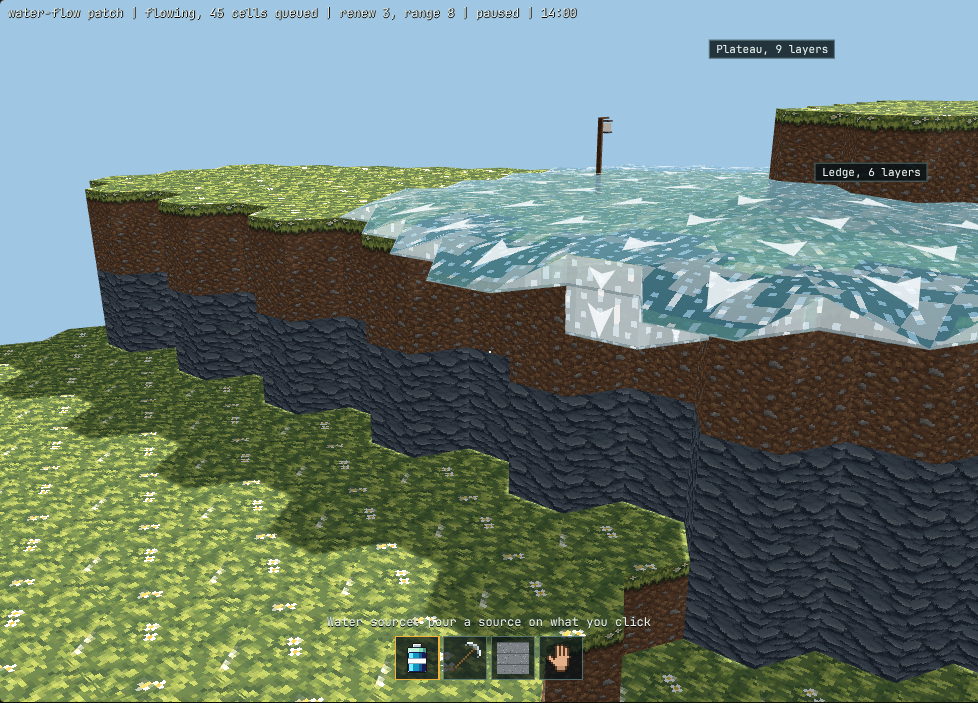 water-flow patch | flowing, 45 cells queued | renew 3, range 8 | paused | 14:00
Plateau, 9 layers
Ledge, 6 layers
Water source: pour a source on what you click